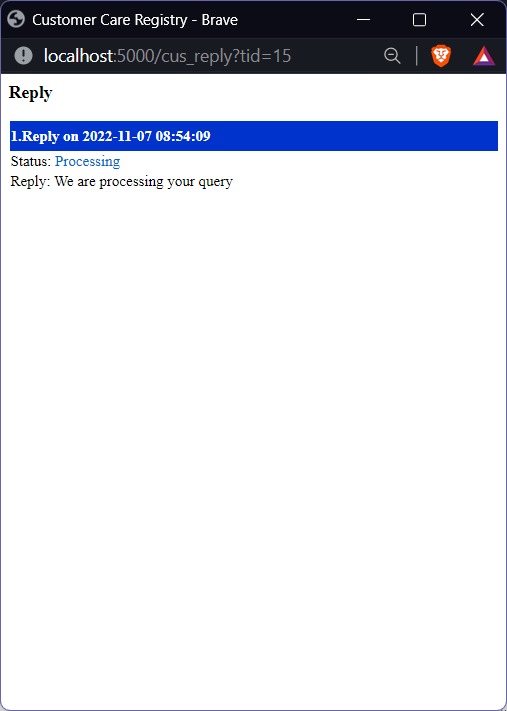 Customer Care Registry - Brave
localhost:5000/cus_reply?tid=15
Reply
1.Reply on 2022-11-07 08:54:09
Status: Processing
Reply: We are processing your query